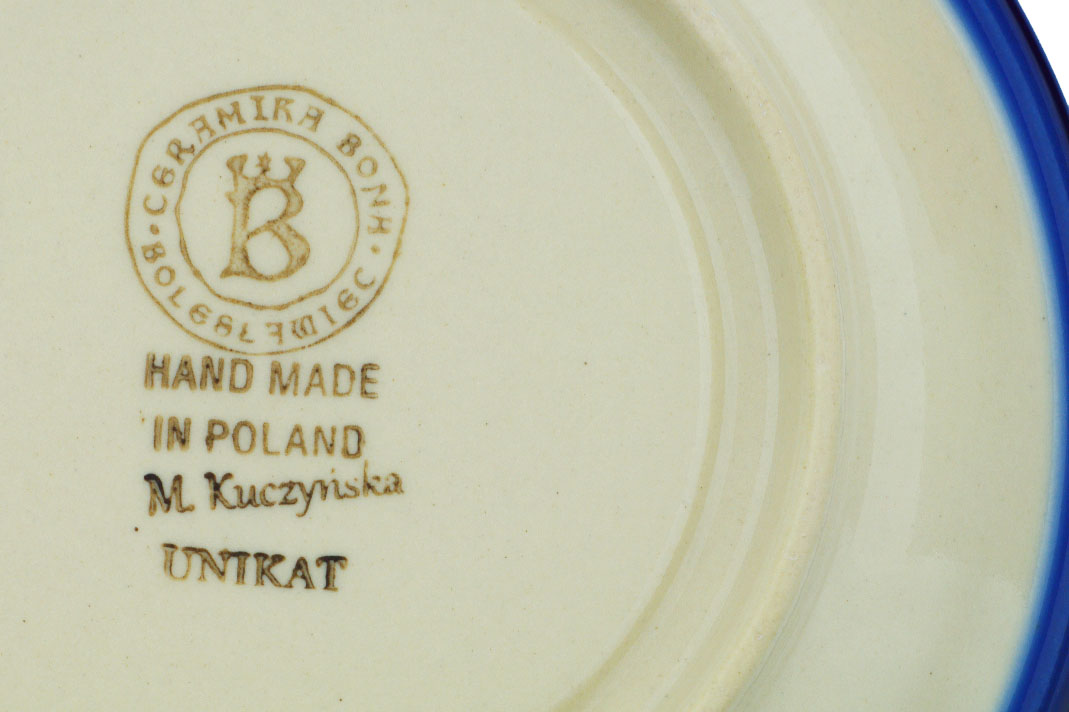 CERAMIKA BONA · BOLESŁAWIEC ·
B
HAND MADE
IN POLAND
M. Kuczyńska
UNIKAT